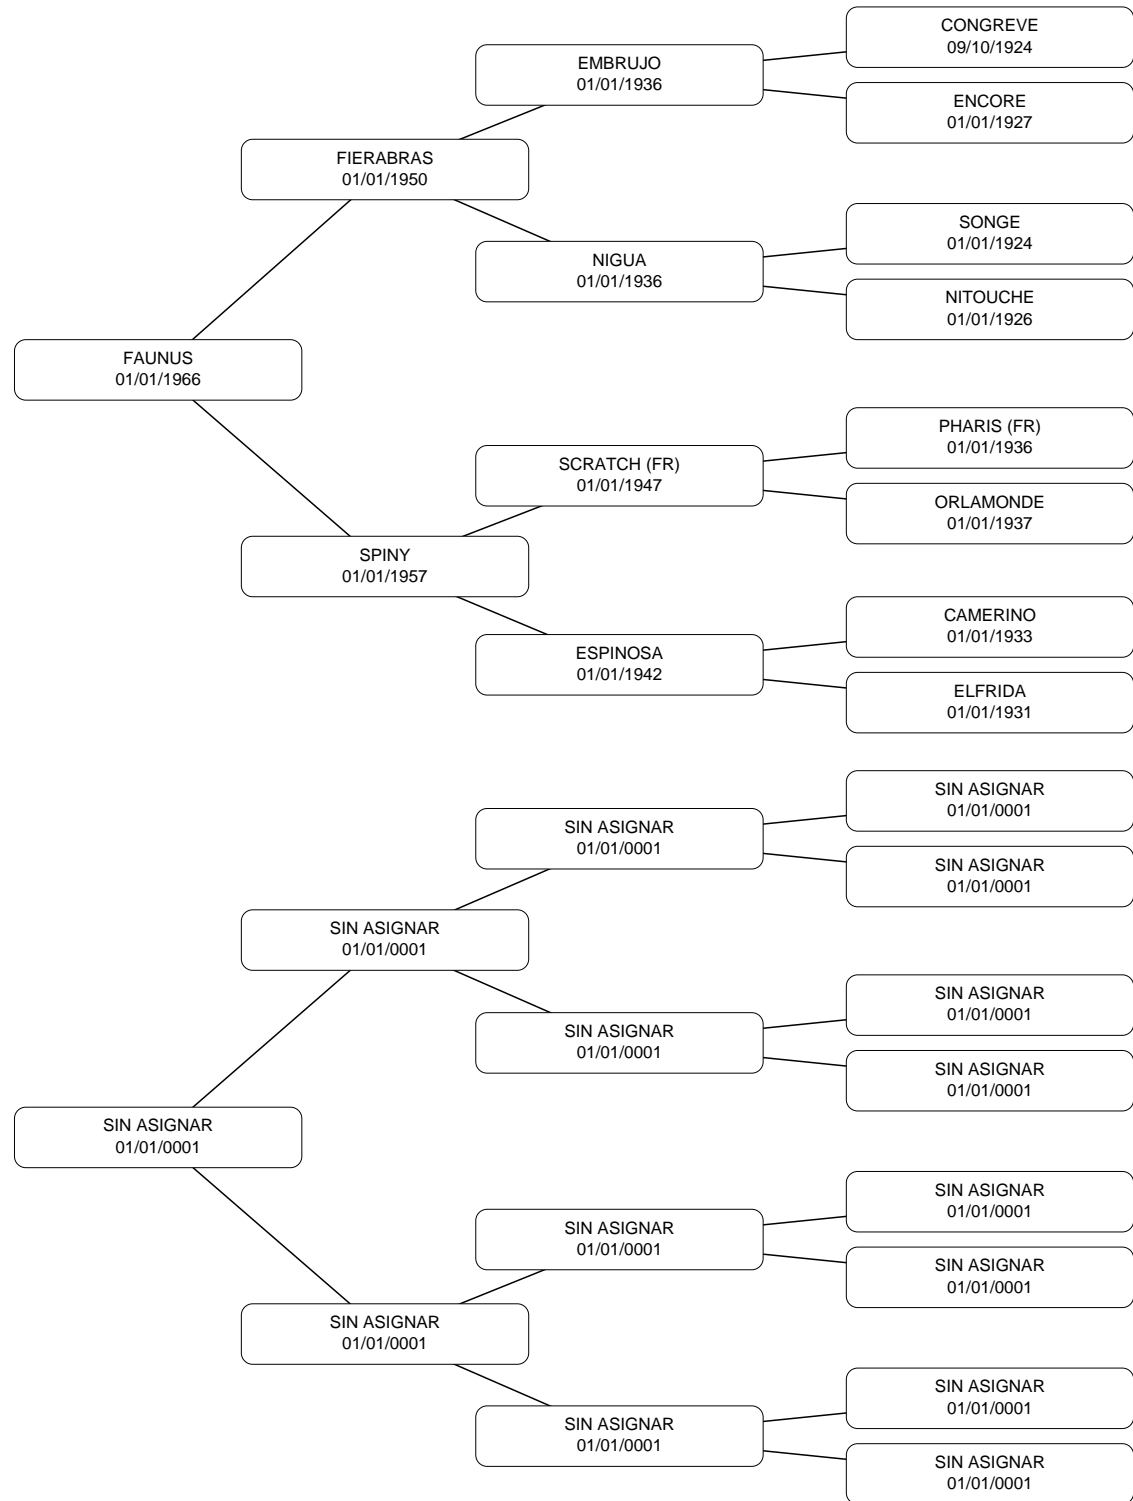 CONGREVE
09/10/1924
EMBRUJO
01/01/1936
ENCORE
01/01/1927
FIERABRAS
01/01/1950
SONGE
01/01/1924
NIGUA
01/01/1936
NITOUCHE
01/01/1926
FAUNUS
01/01/1966
PHARIS (FR)
01/01/1936
SCRATCH (FR)
01/01/1947
ORLAMONDE
01/01/1937
SPINY
01/01/1957
CAMERINO
01/01/1933
ESPINOSA
01/01/1942
ELFRIDA
01/01/1931
SIN ASIGNAR
01/01/0001
SIN ASIGNAR
01/01/0001
SIN ASIGNAR
01/01/0001
SIN ASIGNAR
01/01/0001
SIN ASIGNAR
01/01/0001
SIN ASIGNAR
01/01/0001
SIN ASIGNAR
01/01/0001
SIN ASIGNAR
01/01/0001
SIN ASIGNAR
01/01/0001
SIN ASIGNAR
01/01/0001
SIN ASIGNAR
01/01/0001
SIN ASIGNAR
01/01/0001
SIN ASIGNAR
01/01/0001
SIN ASIGNAR
01/01/0001
SIN ASIGNAR
01/01/0001